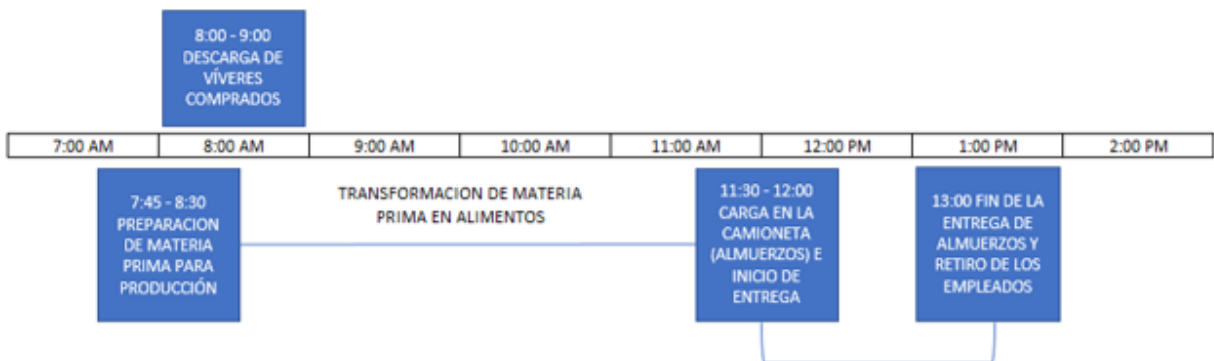 8:00 - 9:00
DESCARGA DE
VÍVERES
COMPRADOS
7:00 AM 8:00 AM 9:00 AM 10:00 AM 11:00 AM 12:00 PM 1:00 PM 2:00 PM
7:45 - 8:30
PREPARACION
DE MATERIA
PRIMA PARA
PRODUCCIÓN
TRANSFORMACION DE MATERIA
PRIMA EN ALIMENTOS
11:30 - 12:00
CARGA EN LA
CAMIONETA
(ALMUERZOS) E
INICIO DE
ENTREGA
13:00 FIN DE LA
ENTREGA DE
ALMUERZOS Y
RETIRO DE LOS
EMPLEADOS